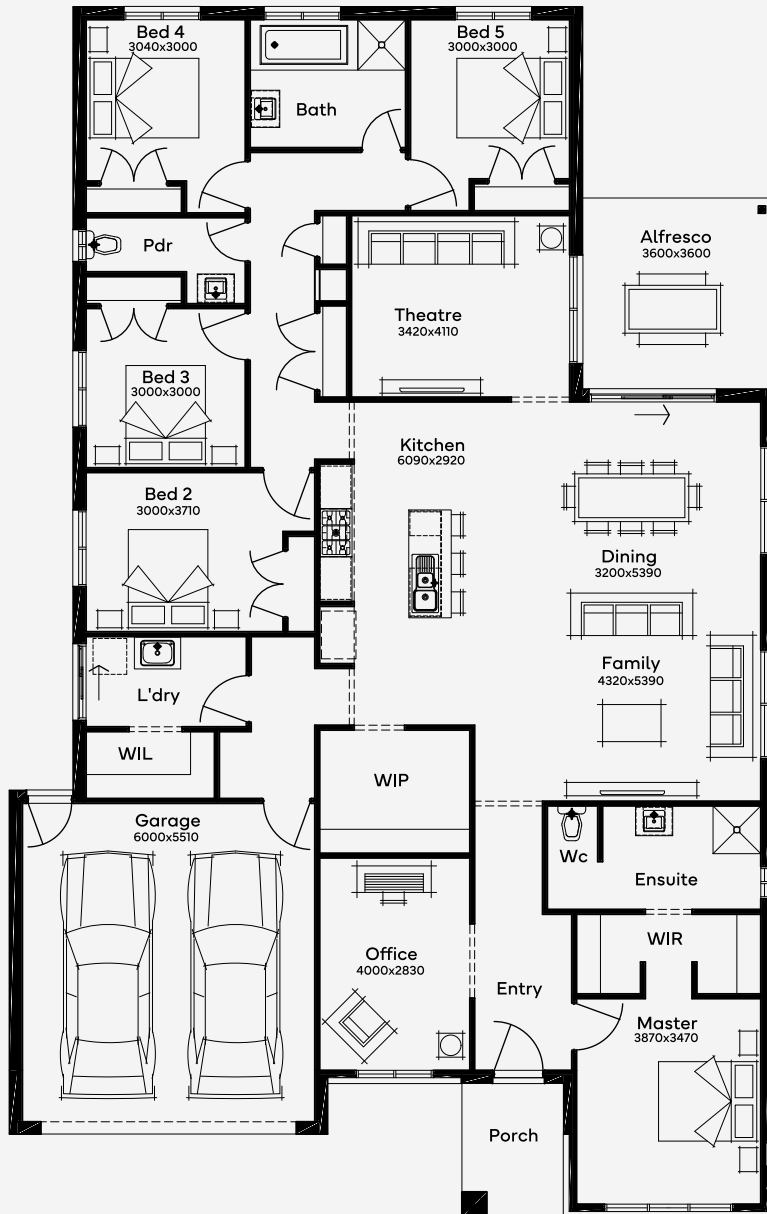 Bed 4
3040x3000
Bath
Bed 5
3000x3000
Pdr
Theatre
3420x4110
Alfresco
3600x3600
Bed 3
3000x3000
Kitchen
6090x2920
Bed 2
3000x3710
Dining
3200x5390
Family
4320x5390
L'dry
WIL
WIP
Garage
6000x5510
Wc
Ensuite
Office
4000x2830
WIR
Entry
Master
3870x3470
Porch